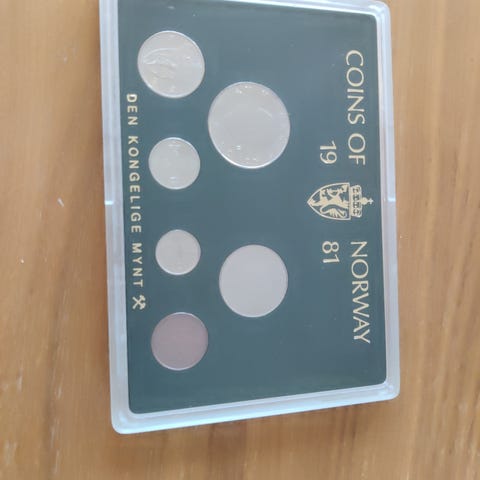 COINS OF NORWAY
19 81
DEN KONGELIGE MYNT